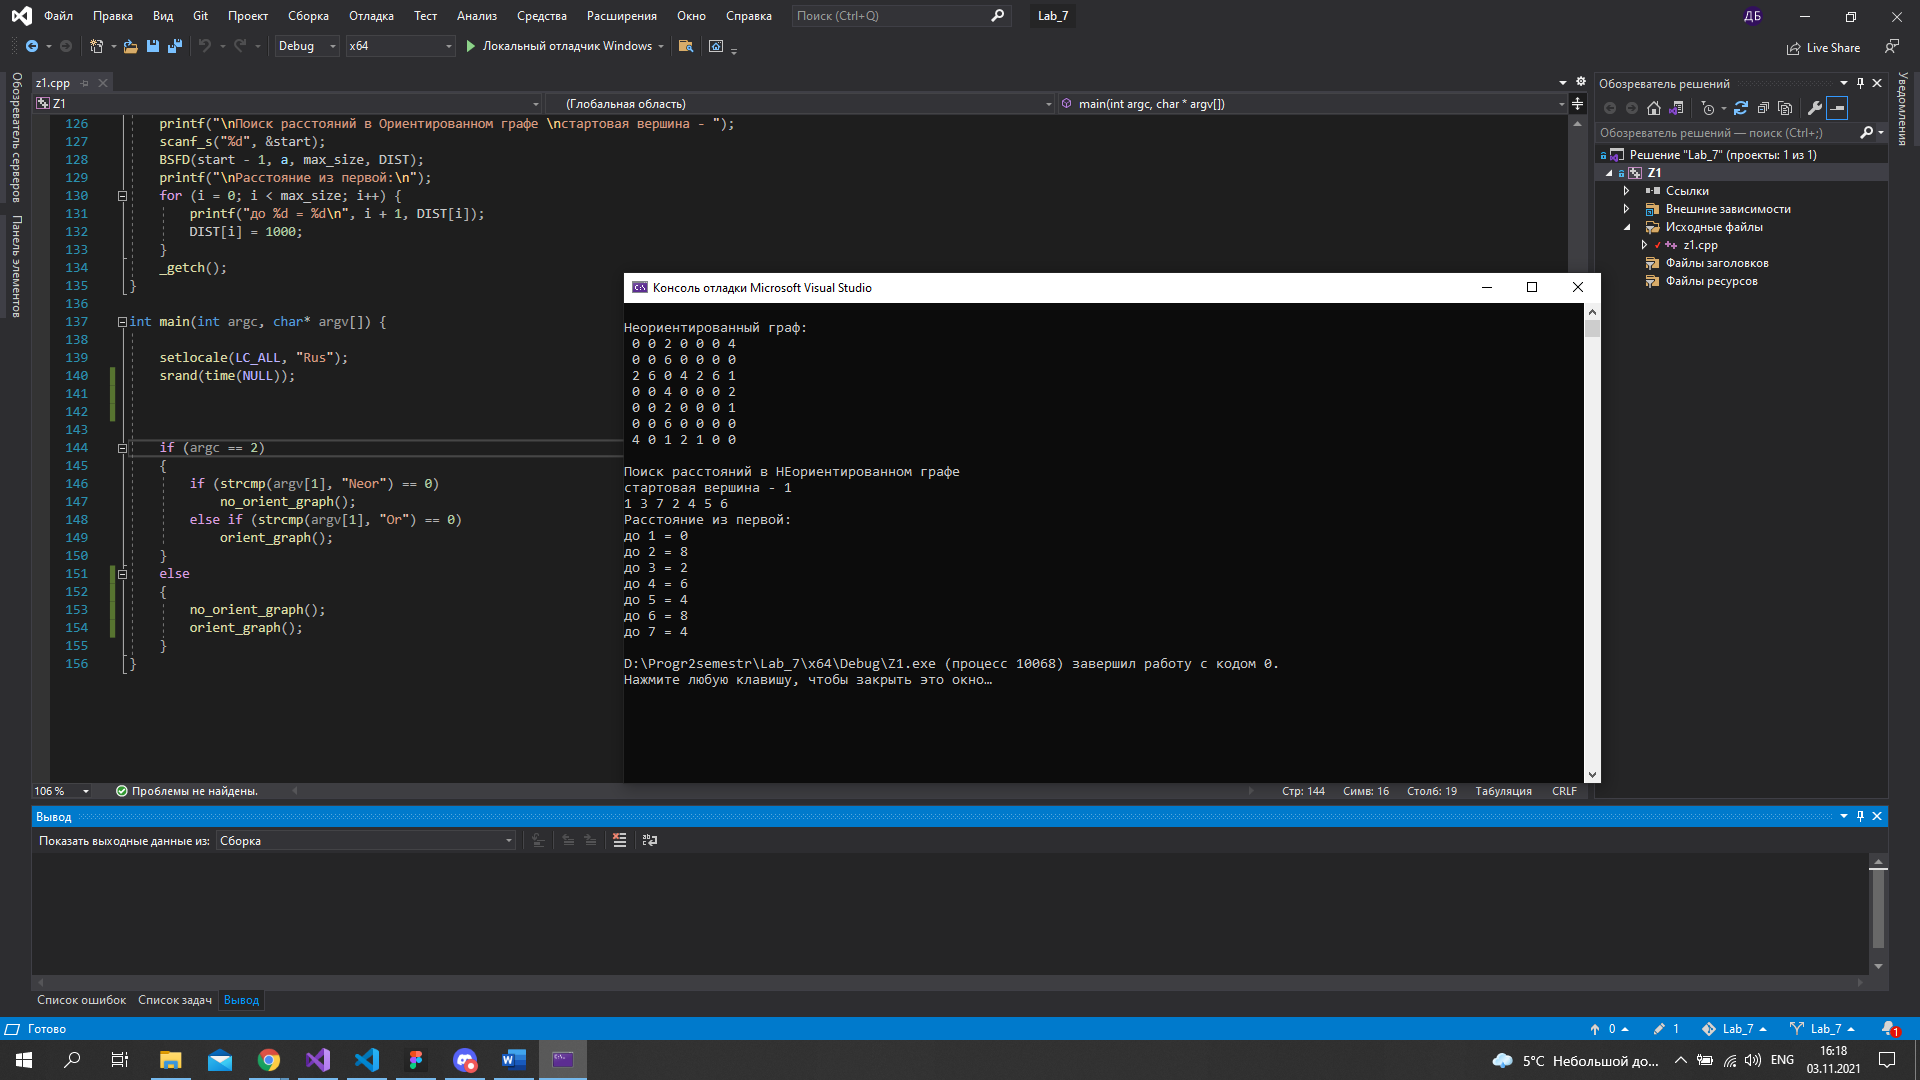 Файл Правка Вид Git Проект Сборка Отладка Тест Анализ Средства Расширения Окно Справка Поиск (Ctrl+Q) Lab_7 ДБ
Debug x64 Локальный отладчик Windows Live Share
Обозреватель серверов
Панель элементов
Уведомления
z1.cpp
Z1 (Глобальная область) main(int argc, char * argv[])
126 printf("\nПоиск расстояний в Ориентированном графе \nстартовая вершина - ");
127 scanf_s("%d", &start);
128 BSFD(start - 1, a, max_size, DIST);
129 printf("\nРасстояние из первой:\n");
130 for (i = 0; i < max_size; i++) {
131 printf("до %d = %d\n", i + 1, DIST[i]);
132 DIST[i] = 1000;
133 }
134 _getch();
135 }
136
137 int main(int argc, char* argv[]) {
138
139 setlocale(LC_ALL, "Rus");
140 srand(time(NULL));
141
142
143
144 if (argc == 2)
145 {
146 if (strcmp(argv[1], "Neor") == 0)
147 no_orient_graph();
148 else if (strcmp(argv[1], "Or") == 0)
149 orient_graph();
150 }
151 else
152 {
153 no_orient_graph();
154 orient_graph();
155 }
156 }
Консоль отладки Microsoft Visual Studio
Неориентированный граф:
0 0 2 0 0 0 4
0 0 6 0 0 0 0
2 6 0 4 2 6 1
0 0 4 0 0 0 2
0 0 2 0 0 0 1
0 0 6 0 0 0 0
4 0 1 2 1 0 0
Поиск расстояний в НЕориентированном графе
стартовая вершина - 1
1 3 7 2 4 5 6
Расстояние из первой:
до 1 = 0
до 2 = 8
до 3 = 2
до 4 = 6
до 5 = 4
до 6 = 8
до 7 = 4
D:\Progr2semestr\Lab_7\x64\Debug\Z1.exe (процесс 10068) завершил работу с кодом 0.
Нажмите любую клавишу, чтобы закрыть это окно…
Обозреватель решений
Обозреватель решений — поиск (Ctrl+;)
Решение "Lab_7" (проекты: 1 из 1)
Z1
Ссылки
Внешние зависимости
Исходные файлы
z1.cpp
Файлы заголовков
Файлы ресурсов
106 % Проблемы не найдены. Стр: 144 Симв: 16 Столб: 19 Табуляция CRLF
Вывод
Показать выходные данные из: Сборка
Список ошибок Список задач Вывод
Готово 0 1 Lab_7 Lab_7 1
5°C Небольшой до... ENG 16:18
03.11.2021